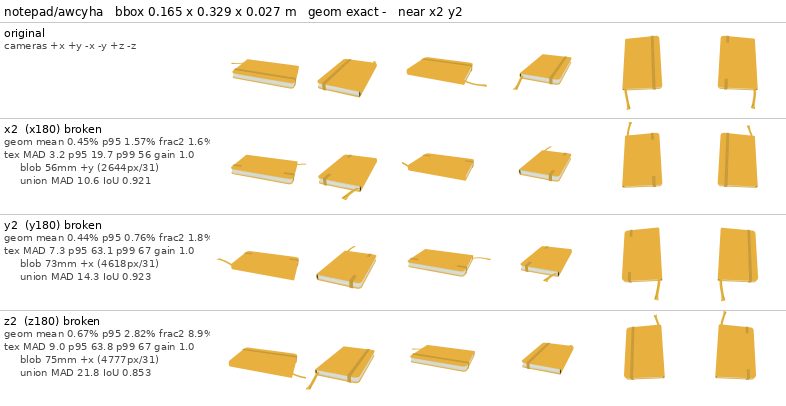 notepad/awcyha bbox 0.165 x 0.329 x 0.027 m geom exact - near x2 y2
original
cameras +x +y -x -y +z -z
x2 (x180) broken
geom mean 0.45% p95 1.57% frac2 1.6%
tex MAD 3.2 p95 19.7 p99 56 gain 1.0
blob 56mm +y (2644px/31)
union MAD 10.6 IoU 0.921
y2 (y180) broken
geom mean 0.44% p95 0.76% frac2 1.8%
tex MAD 7.3 p95 63.1 p99 67 gain 1.0
blob 73mm +x (4618px/31)
union MAD 14.3 IoU 0.923
z2 (z180) broken
geom mean 0.67% p95 2.82% frac2 8.9%
tex MAD 9.0 p95 63.8 p99 67 gain 1.0
blob 75mm +x (4777px/31)
union MAD 21.8 IoU 0.853